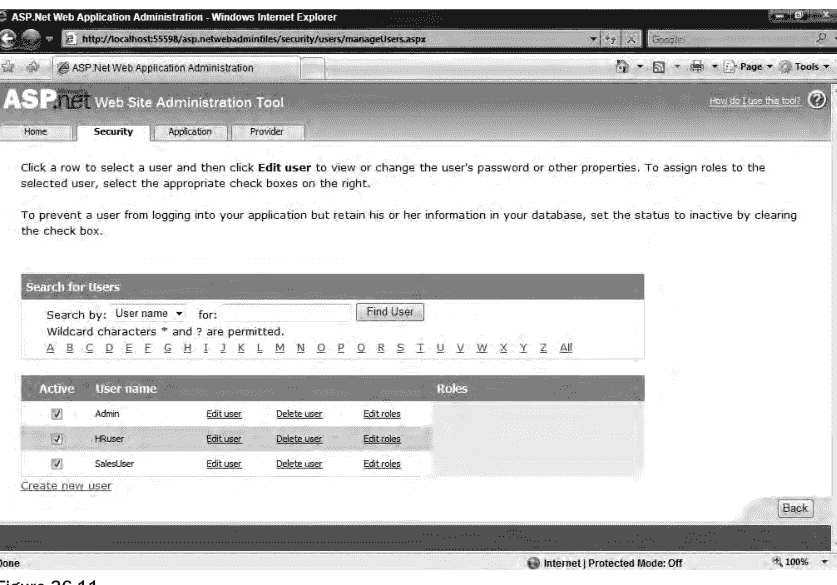 ASP.Net Web Application Administration - Windows Internet Explorer
http://localhost:55598/asp.netwebadminfiles/security/users/manageUsers.aspx
Google
ASP.Net Web Application Administration
Page
Tools
ASP.net Web Site Administration Tool
How do I use this tool?
Home Security Application Provider
Click a row to select a user and then click Edit user to view or change the user's password or other properties. To assign roles to the
selected user, select the appropriate check boxes on the right.
To prevent a user from logging into your application but retain his or her information in your database, set the status to inactive by clearing
the check box.
Search for Users
Search by: User name for: Find User
Wildcard characters * and ? are permitted.
A B C D E F G H I J K L M N O P Q R S T U V W X Y Z All
Active User name Roles
Admin Edit user Delete user Edit roles
HRuser Edit user Delete user Edit roles
SalesUser Edit user Delete user Edit roles
Create new user
Back
Done Internet | Protected Mode: Off 100%
Figure 26-11